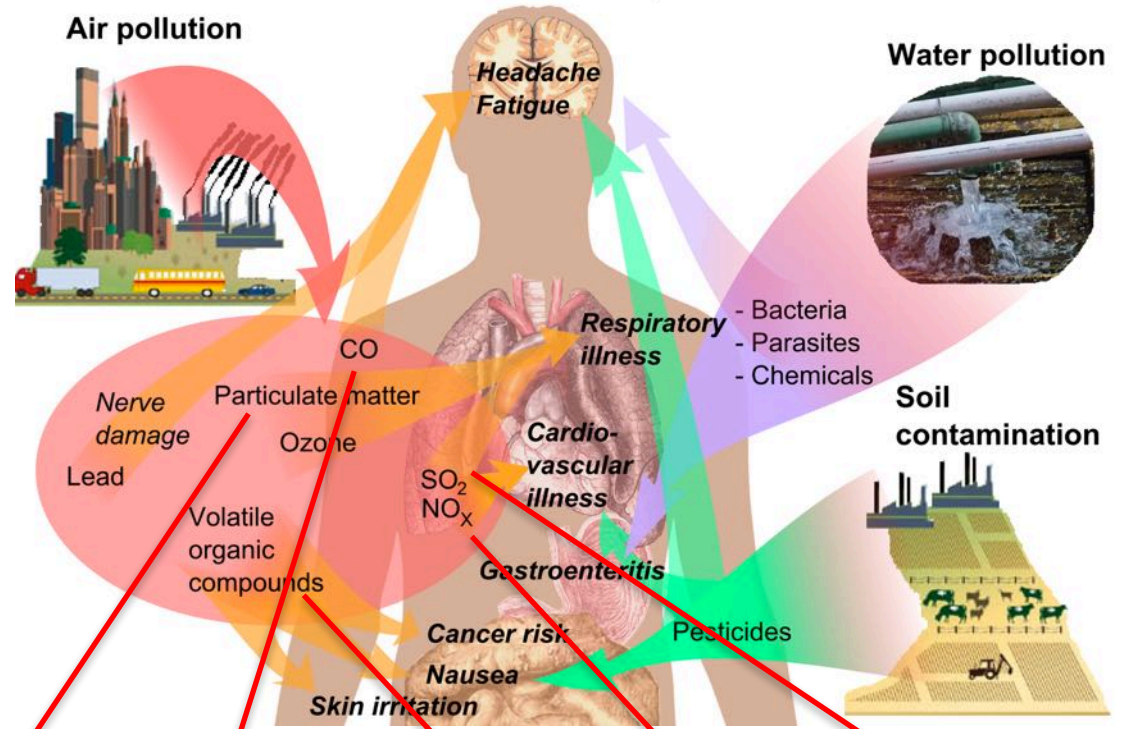 Air pollution
Water pollution
Headache
Fatigue
- Bacteria
- Parasites
- Chemicals
Respiratory
illness
CO
Particulate matter
Nerve
damage
Ozone
Lead
Cardio-
vascular
illness
SO₂
NOₓ
Volatile
organic
compounds
Soil
contamination
Gastroenteritis
Cancer risk
Pesticides
Nausea
Skin irritation